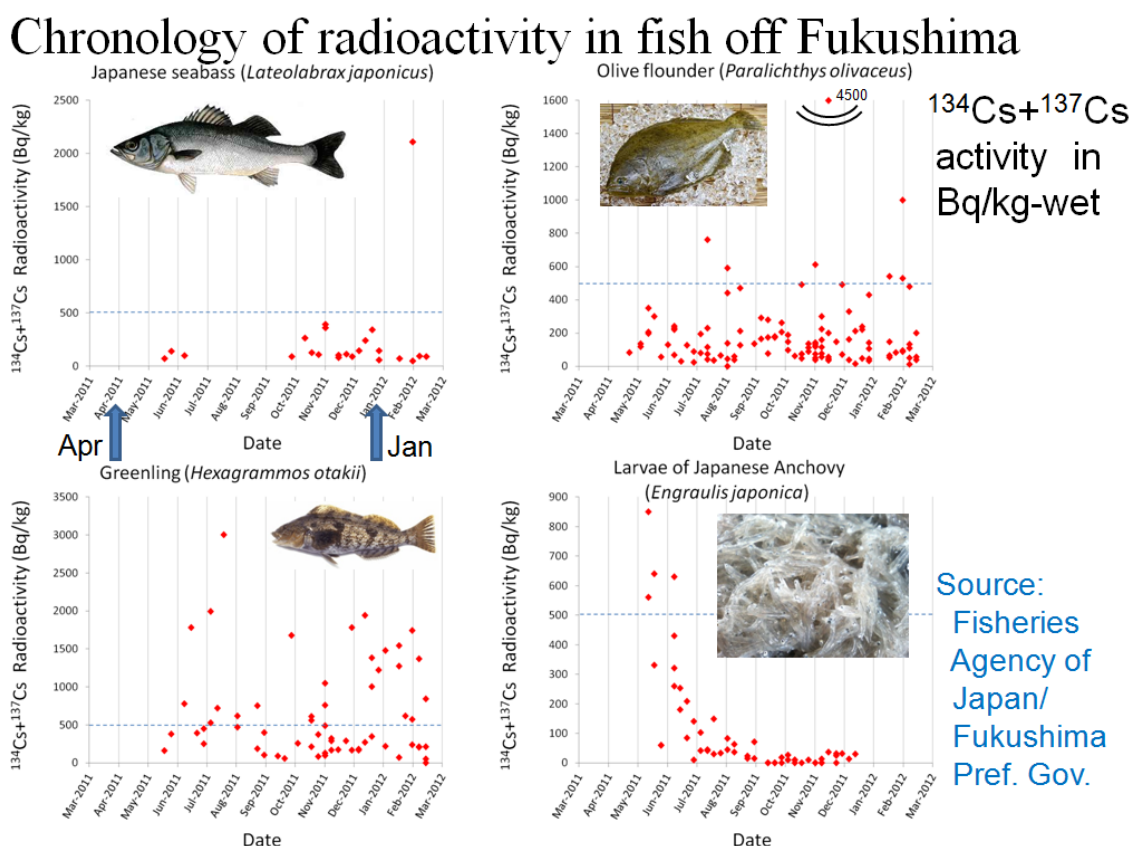 Chronology of radioactivity in fish off Fukushima
Japanese seabass (Lateolabrax japonicus)
134Cs+137Cs Radioactivity (Bq/kg)
2500
2000
1500
1000
500
0
Mar-2011
Apr-2011
May-2011
Jun-2011
Jul-2011
Aug-2011
Sep-2011
Oct-2011
Nov-2011
Dec-2011
Jan-2012
Feb-2012
Mar-2012
Date
Apr
Jan
Olive flounder (Paralichthys olivaceus)
134Cs+137Cs Radioactivity (Bq/kg)
1600
1400
1200
1000
800
600
400
200
0
4500
Mar-2011
Apr-2011
May-2011
Jun-2011
Jul-2011
Aug-2011
Sep-2011
Oct-2011
Nov-2011
Dec-2011
Jan-2012
Feb-2012
Mar-2012
Date
134Cs+137Cs
activity in
Bq/kg-wet
Greenling (Hexagrammos otakii)
134Cs+137Cs Radioactivity (Bq/kg)
3500
3000
2500
2000
1500
1000
500
0
Mar-2011
Apr-2011
May-2011
Jun-2011
Jul-2011
Aug-2011
Sep-2011
Oct-2011
Nov-2011
Dec-2011
Jan-2012
Feb-2012
Mar-2012
Date
Larvae of Japanese Anchovy
(Engraulis japonica)
134Cs+137Cs Radioactivity (Bq/kg)
900
800
700
600
500
400
300
200
100
0
Mar-2011
Apr-2011
May-2011
Jun-2011
Jul-2011
Aug-2011
Sep-2011
Oct-2011
Nov-2011
Dec-2011
Jan-2012
Feb-2012
Mar-2012
Date
Source:
Fisheries
Agency of
Japan/
Fukushima
Pref. Gov.